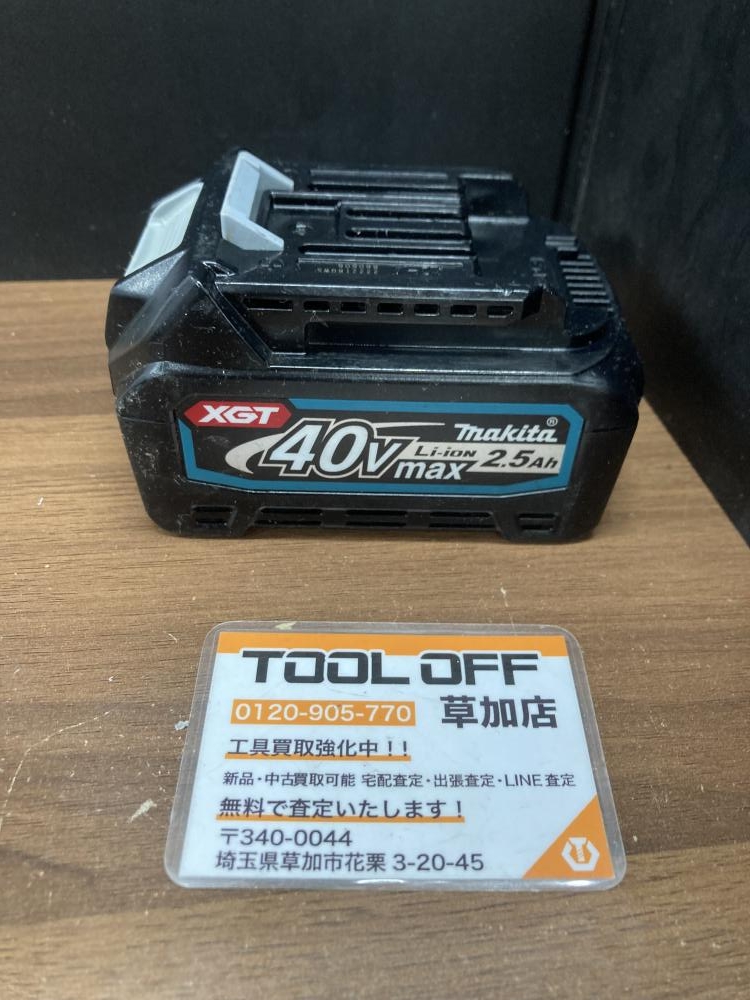 XGT
40Vmax
makita®
Li-ion 2.5Ah
TOOL OFF
0120-905-770 草加店
工具買取強化中!!
新品・中古買取可能 宅配査定・出張査定・LINE査定
無料で査定いたします!
〒340-0044
埼玉県草加市花栗 3-20-45